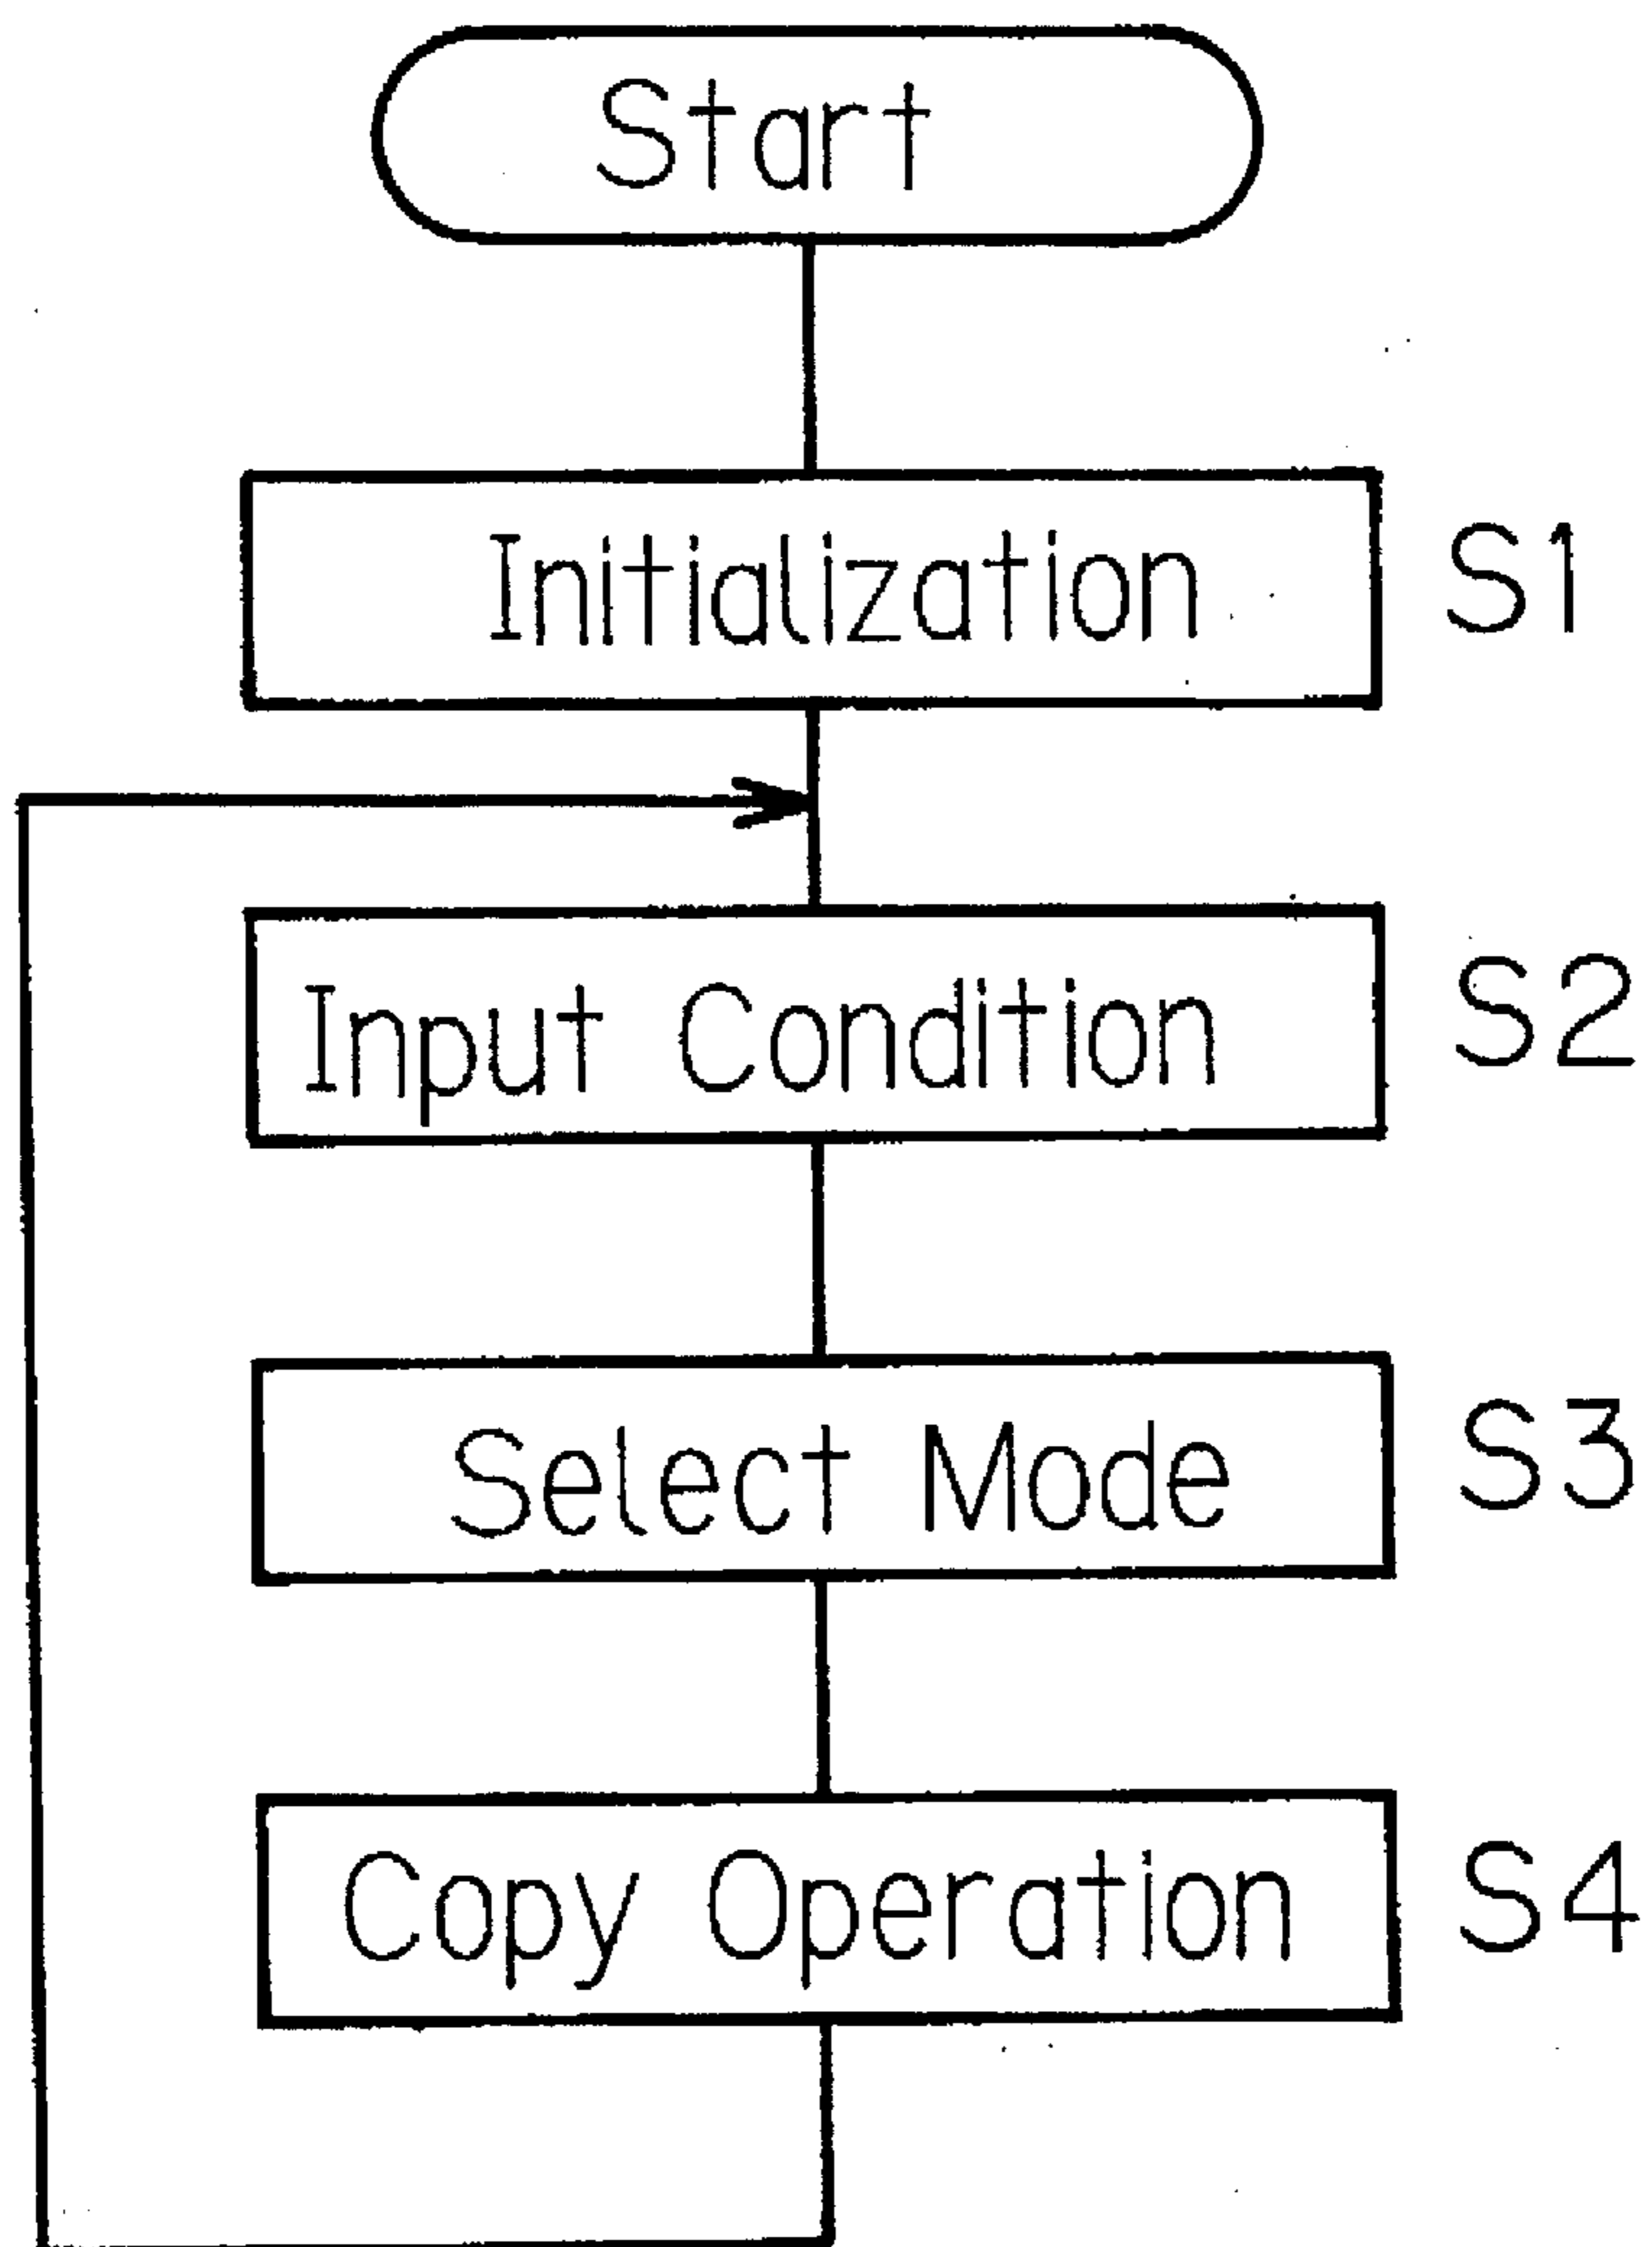 Start
Initialization S1
Input Condition S2
Select Mode S3
Copy Operation S4